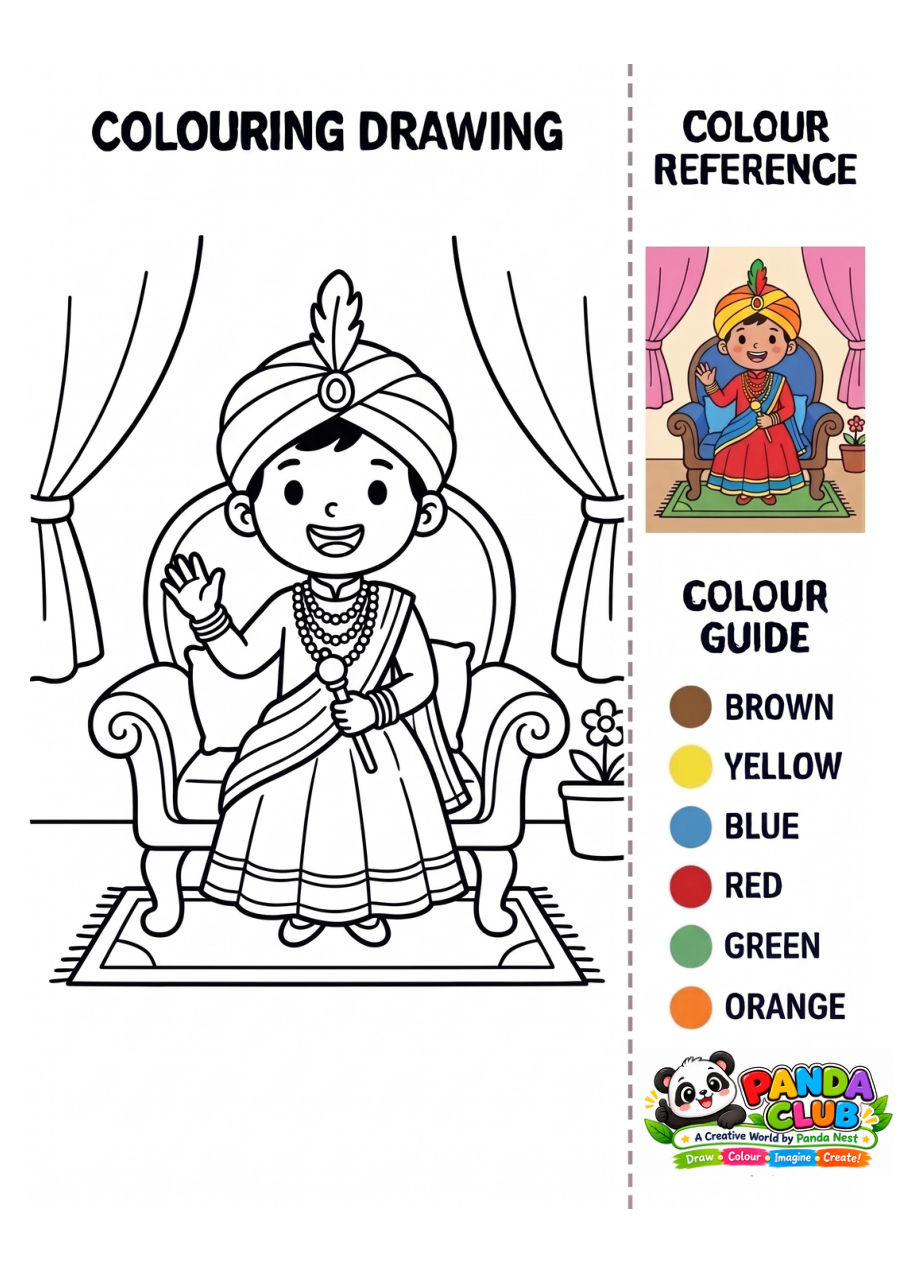 COLOURING DRAWING
COLOUR
REFERENCE
COLOUR
GUIDE
BROWN
YELLOW
BLUE
RED
GREEN
ORANGE
PANDA
CLUB
A Creative World by Panda Nest
Draw • Colour • Imagine • Create!